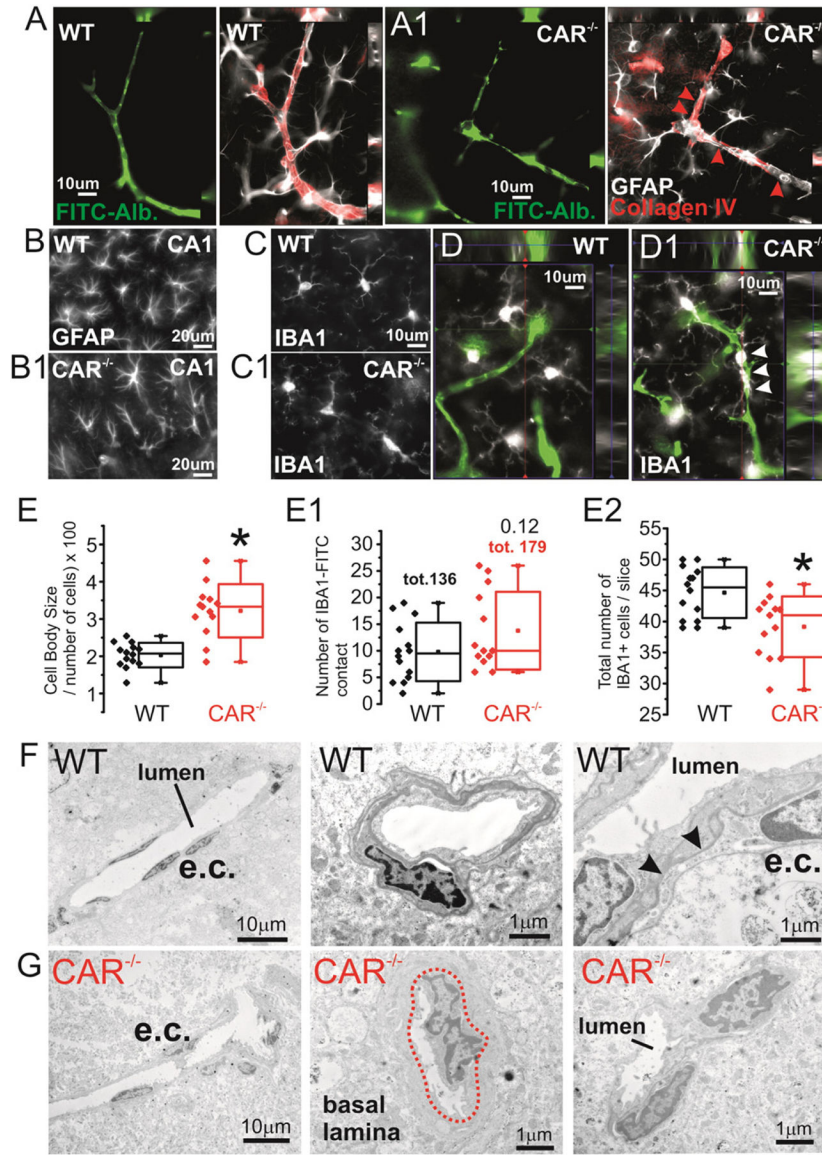 A
WT
10um
FITC-Alb.
WT
A1
CAR-/-
10um
FITC-Alb.
GFAP
Collagen IV
B
WT
CA1
GFAP
20um
C
WT
IBA1
10um
D
WT
10um
D1
CAR-/-
10um
IBA1
B1
CAR-/-
CA1
20um
C1
CAR-/-
IBA1
E
Cell Body Size
/ number of cells) x 100
5
4
3
2
1
*
WT
CAR-/-
E1
Number of IBA1-FITC
contact
30
25
20
15
10
5
0
tot.136
0.12
tot. 179
WT
CAR-/-
E2
Total number of
IBA1+ cells / slice
55
50
45
40
35
30
25
*
WT
F
WT
lumen
e.c.
10µm
WT
1µm
WT
lumen
e.c.
1µm
G
CAR-/-
e.c.
10µm
CAR-/-
basal
lamina
1µm
CAR-/-
lumen
1µm